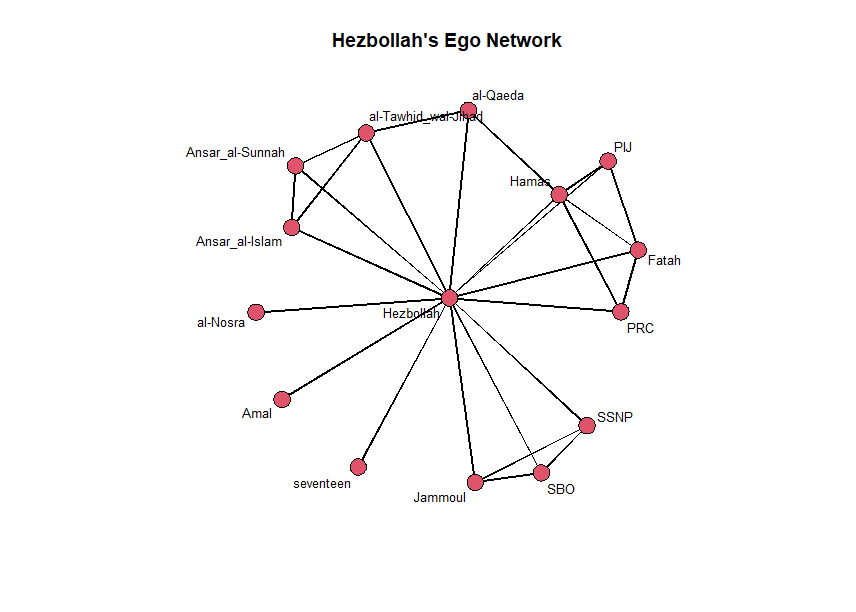 Hezbollah's Ego Network
al-Qaeda
al-Tawhid_wal-Jihad
PIJ
Ansar_al-Sunnah
Hamas
Ansar_al-Islam
Fatah
Hezbollah
al-Nosra
PRC
Amal
SSNP
seventeen
SBO
Jammoul